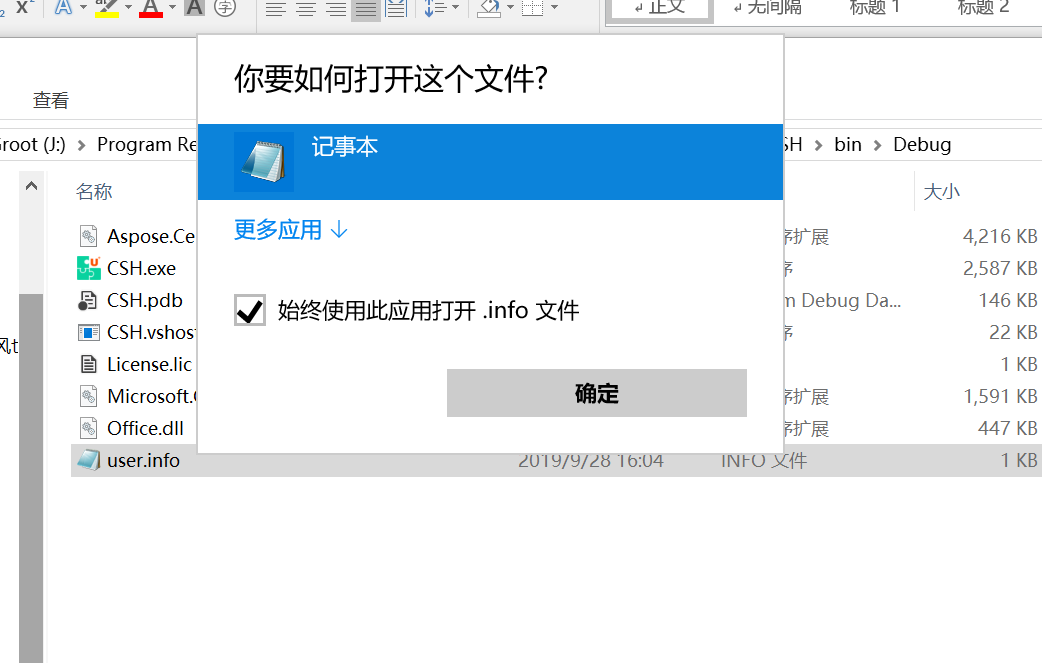 正文
无间隔
标题 1
标题 2
查看
你要如何打开这个文件?
记事本
root (J:) > Program Re
SH > bin > Debug
更多应用
名称
大小
Aspose.Ce
序扩展
4,216 KB
CSH.exe
序
2,587 KB
CSH.pdb
m Debug Da...
146 KB
CSH.vshost
序
22 KB
License.lic
1 KB
Microsoft.
序扩展
1,591 KB
Office.dll
序扩展
447 KB
始终使用此应用打开 .info 文件
确定
user.info
2019/9/28 16:04
INFO 文件
1 KB